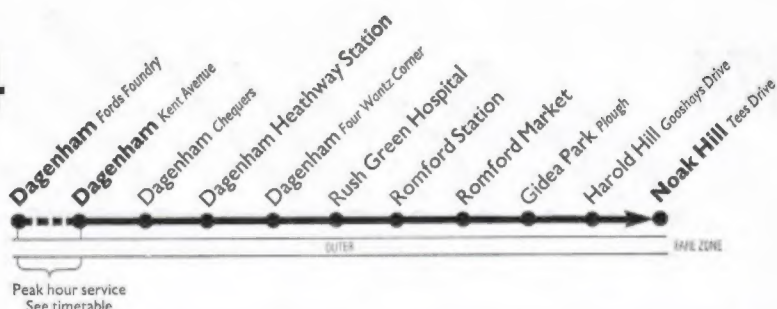 Dagenham Fords Foundry
Dagenham Kent Avenue
Dagenham Chequers
Dagenham Heathway Station
Dagenham Four Wantz Corner
Rush Green Hospital
Romford Station
Romford Market
Gidea Park Plough
Harold Hill Gooshays Drive
Noak Hill Tees Drive
OUTER
FARE ZONE
Peak hour service
See timetable